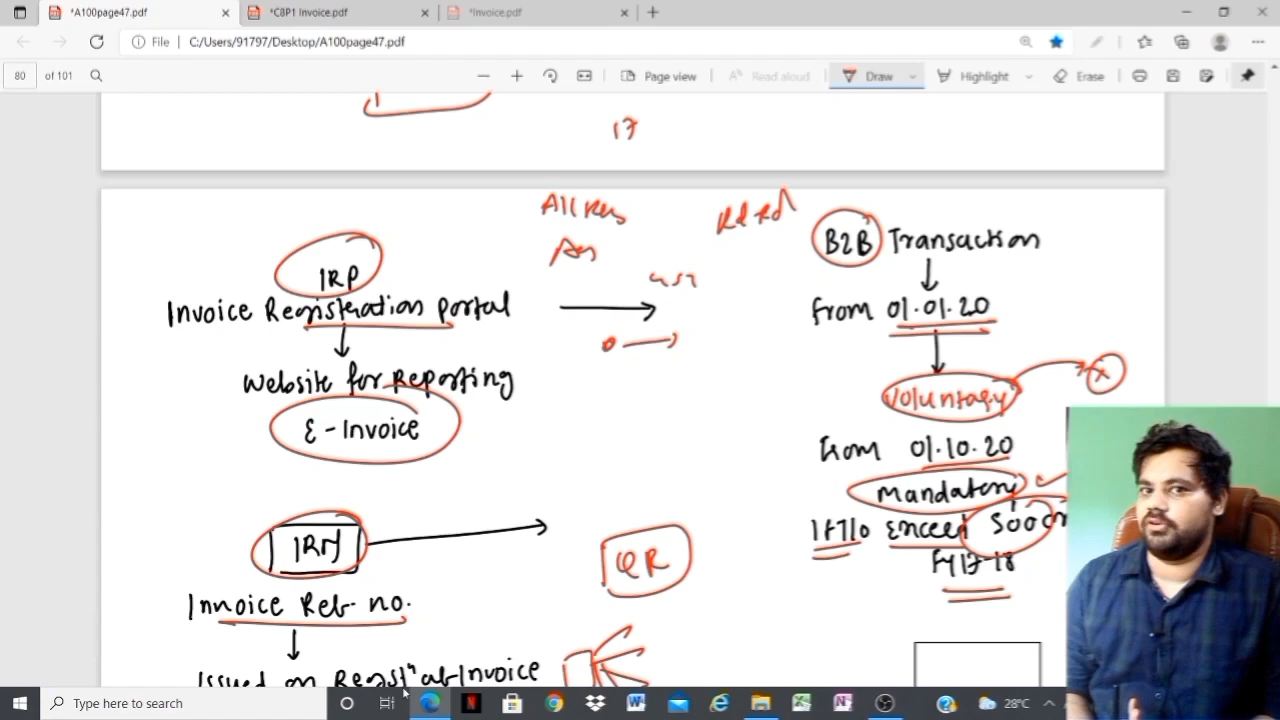 *A100page47.pdf
*CBP1 Invoice.pdf
*Invoice.pdf
File
C:/Users/91797/Desktop/A100page47.pdf
80 of 101
Page view
Read aloud
Draw
Highlight
Erase
17
IRP
Invoice Registration portal
Website for Reporting
E-Invoice
IRN
Invoice Ref. no.
QR
B2B Transaction
from 01.01.20
Voluntary
x
from 01.10.20
Mandatory
If T/o exceed 500cr
FY17-18
Type here to search
28°C